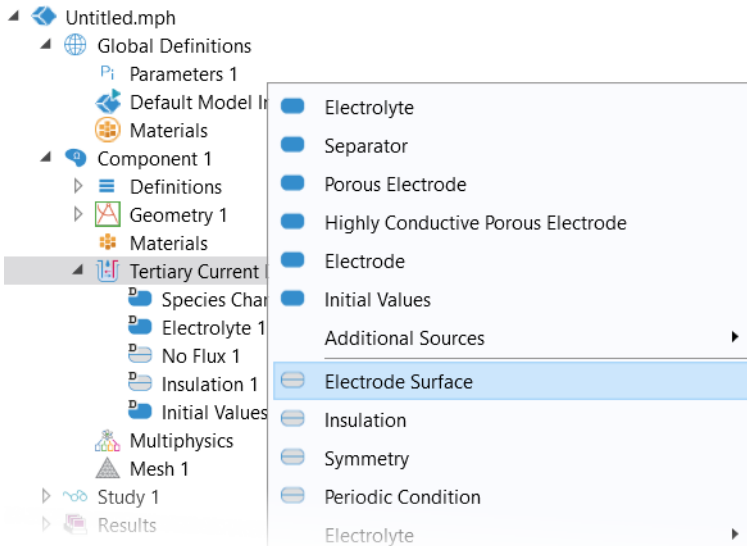 Untitled.mph
Global Definitions
Pi Parameters 1
Default Model
Materials
Component 1
Definitions
Geometry 1
Materials
Tertiary Current
D Species
D Electrolyte 1
D No Flux 1
D Insulation 1
D Initial Values
Multiphysics
Mesh 1
Study 1
Results
Electrolyte
Separator
Porous Electrode
Highly Conductive Porous Electrode
Electrode
Initial Values
Additional Sources
Electrode Surface
Insulation
Symmetry
Periodic Condition
Electrolyte